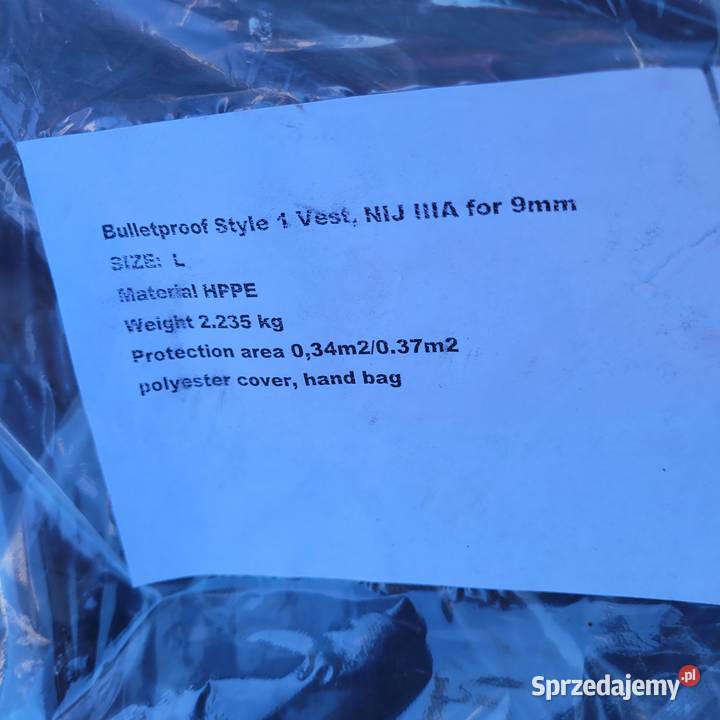 Bulletproof Style 1 Vest, NIJ IIIA for 9mm
SIZE: L
Material HPPE
Weight 2.235 kg
Protection area 0,34m2/0.37m2
polyester cover, hand bag
Sprzedajemy.pl